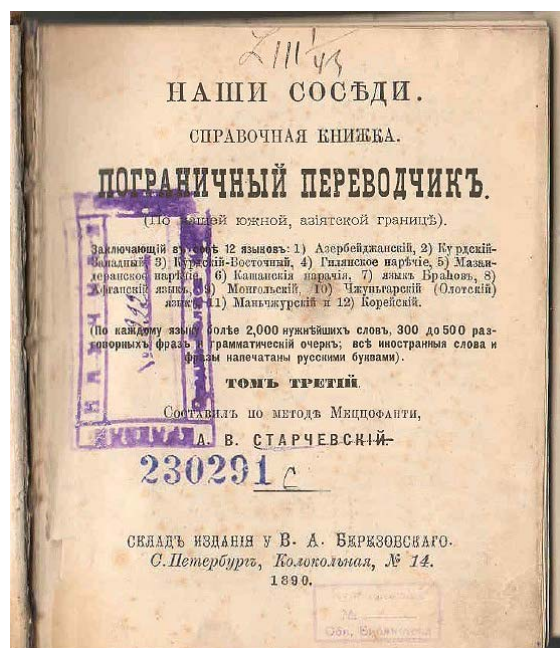 НАШИ СОСѢДИ.
СПРАВОЧНАЯ КНИЖКА.
ПОГРАНИЧНЫЙ ПЕРЕВОДЧИКЪ.
(По нашей южной, азіятской границѣ).
Заключающій въ себѣ 12 языковъ: 1) Азербейджанскій, 2) Курдскій-
Западный, 3) Курдскій-Восточный, 4) Гилянское нарѣчіе, 5) Мазан-
деранское нарѣчіе, 6) Кашанскія нарѣчія, 7) языкъ Браһовъ, 8)
Афганскій языкъ, 9) Монгольскій, 10) Чжуньгарскій (Олотскій)
языкъ, 11) Маньчжурскій и 12) Корейскій.
(По каждому языку болѣе 2,000 нужнѣйшихъ словъ, 300 до 500 раз-
говорныхъ фразъ и грамматическій очеркъ; всѣ иностранныя слова и
фразы напечатаны русскими буквами).
ТОМЪ ТРЕТІЙ.
Составилъ по методѣ Меццофанти,
А. В. СТАРЧЕВСКІЙ
230291 с
СКЛАДЪ ИЗДАНІЯ У В. А. БЕРЕЗОВСКАГО.
С.Петербургъ, Колокольная, № 14.
1890.
№